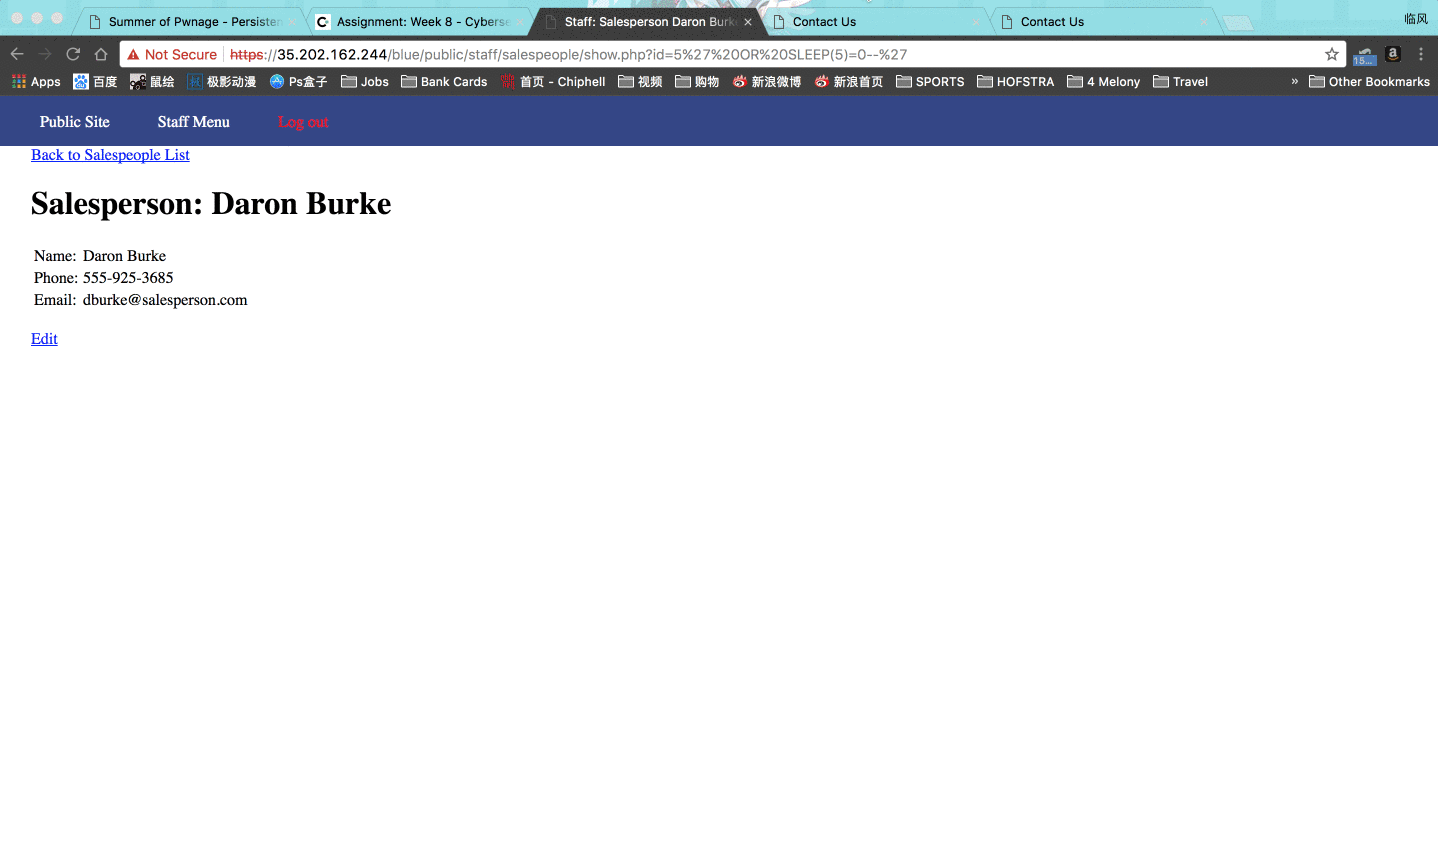 Summer of Pwnage - Persisten
Assignment: Week 8 - Cyberse
Staff: Salesperson Daron Burke
Contact Us
Contact Us
临风
Not Secure
https://35.202.162.244/blue/public/staff/salespeople/show.php?id=5%27%20OR%20SLEEP(5)=0--%27
15...
Apps
百度
鼠绘
极影动漫
Ps盒子
Jobs
Bank Cards
首页 - Chiphell
视频
购物
新浪微博
新浪首页
SPORTS
HOFSTRA
4 Melony
Travel
»
Other Bookmarks
Public Site
Staff Menu
Log out
Back to Salespeople List
Salesperson: Daron Burke
Name: Daron Burke
Phone: 555-925-3685
Email: dburke@salesperson.com
Edit